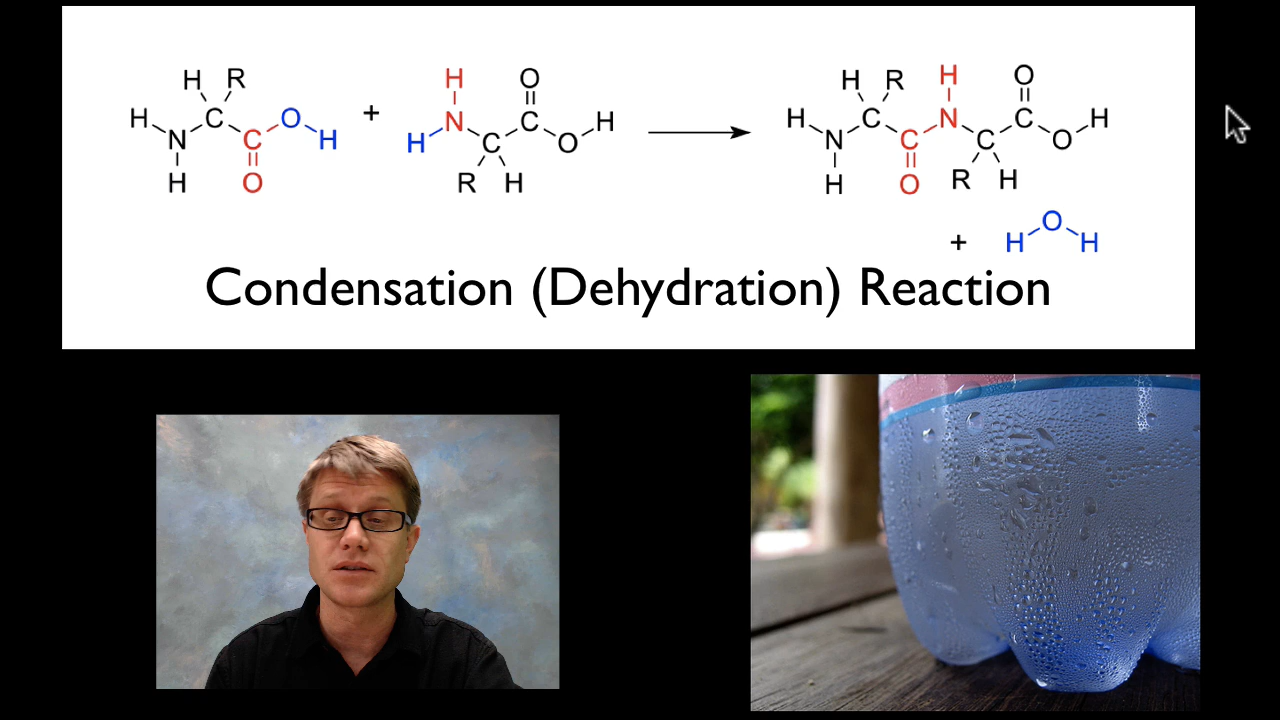 H R H O H
H O + N C H C
N C C H C O →
H O R H
H R H O
H C N C H
N C C O
H O R H
+ H O H
Condensation (Dehydration) Reaction